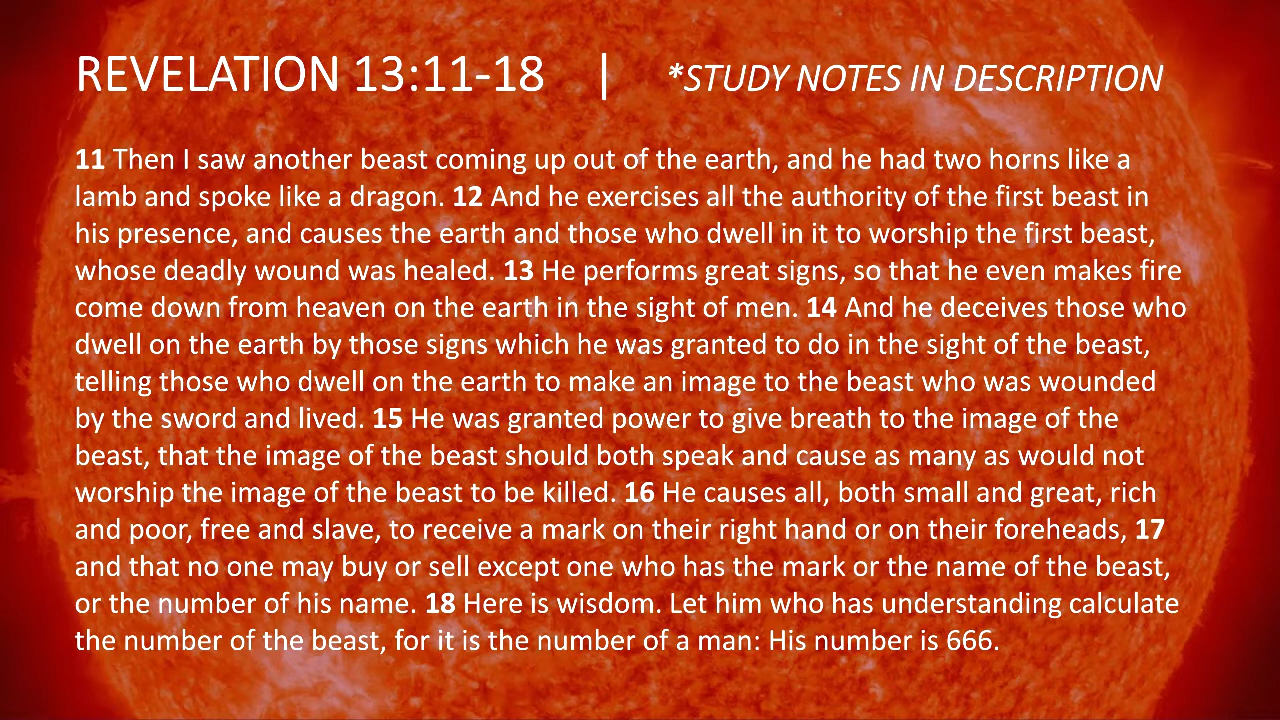 REVELATION 13:11-18 | *STUDY NOTES IN DESCRIPTION
11 Then I saw another beast coming up out of the earth, and he had two horns like a
lamb and spoke like a dragon. 12 And he exercises all the authority of the first beast in
his presence, and causes the earth and those who dwell in it to worship the first beast,
whose deadly wound was healed. 13 He performs great signs, so that he even makes fire
come down from heaven on the earth in the sight of men. 14 And he deceives those who
dwell on the earth by those signs which he was granted to do in the sight of the beast,
telling those who dwell on the earth to make an image to the beast who was wounded
by the sword and lived. 15 He was granted power to give breath to the image of the
beast, that the image of the beast should both speak and cause as many as would not
worship the image of the beast to be killed. 16 He causes all, both small and great, rich
and poor, free and slave, to receive a mark on their right hand or on their foreheads, 17
and that no one may buy or sell except one who has the mark or the name of the beast,
or the number of his name. 18 Here is wisdom. Let him who has understanding calculate
the number of the beast, for it is the number of a man: His number is 666.